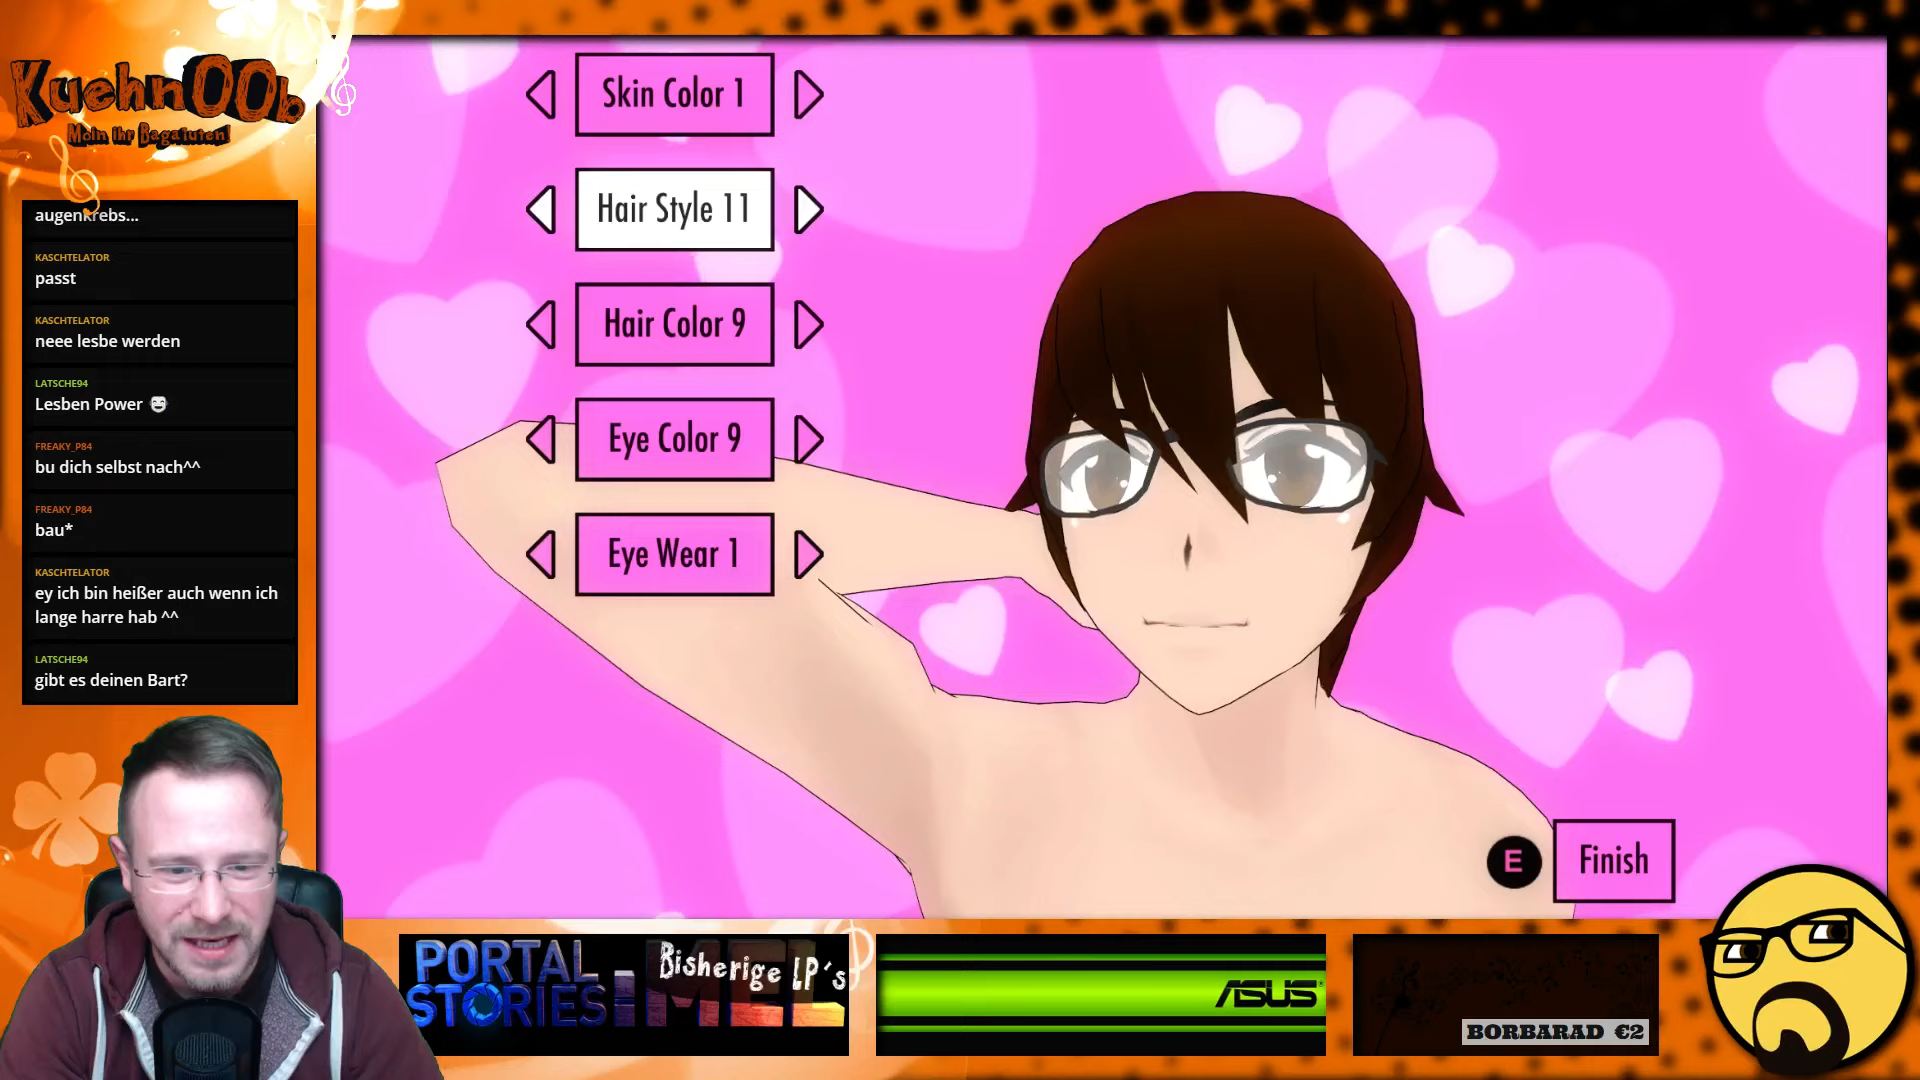 KuehnOOb
Moin ihr Bagaluten!
augenkrebs...
KASCHTELATOR
passt
KASCHTELATOR
neee lesbe werden
LATSCHE94
Lesben Power
FREAKY_P84
bu dich selbst nach^^
FREAKY_P84
bau*
KASCHTELATOR
ey ich bin heißer auch wenn ich
lange harre hab ^^
LATSCHE94
gibt es deinen Bart?
Skin Color 1
Hair Style 11
Hair Color 9
Eye Color 9
Eye Wear 1
E
Finish
PORTAL
STORIES: MEL
Bisherige LP's
ASUS
BORBARAD €2